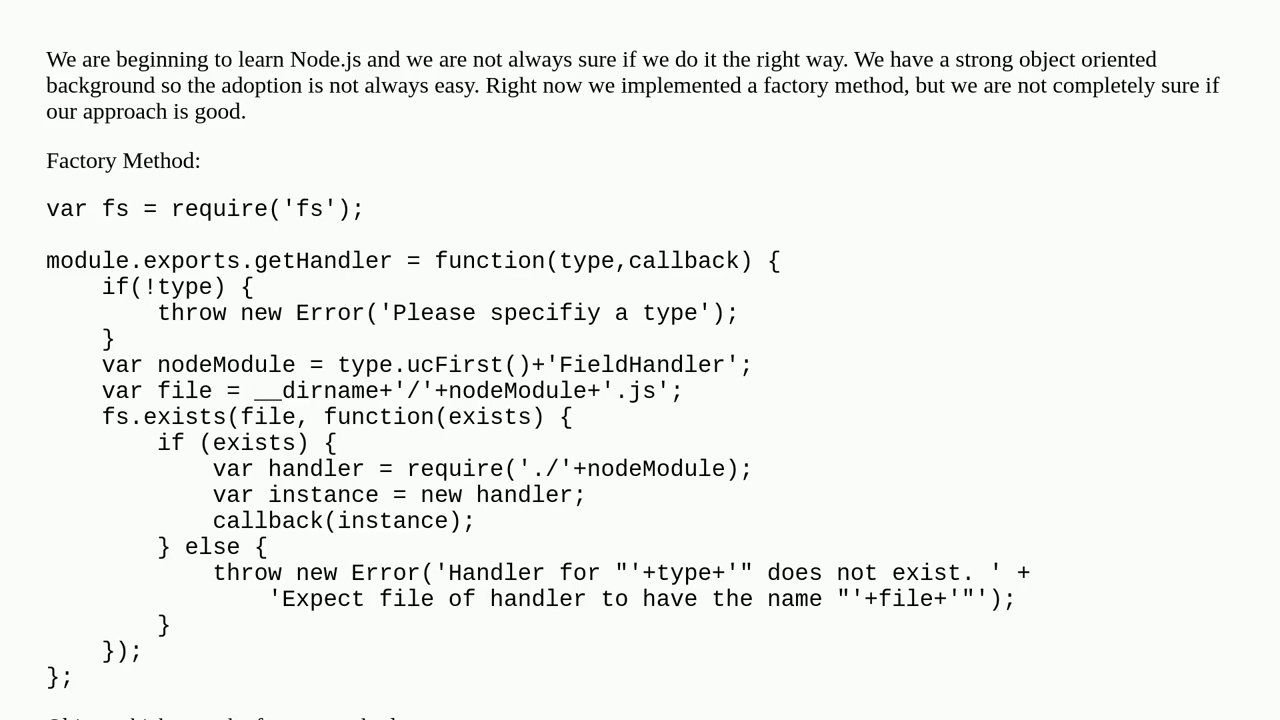 We are beginning to learn Node.js and we are not always sure if we do it the right way. We have a strong object oriented
background so the adoption is not always easy. Right now we implemented a factory method, but we are not completely sure if
our approach is good.
Factory Method:
var fs = require('fs');
module.exports.getHandler = function(type,callback) {
    if(!type) {
        throw new Error('Please specifiy a type');
    }
    var nodeModule = type.ucFirst()+'FieldHandler';
    var file = __dirname+'/'+nodeModule+'.js';
    fs.exists(file, function(exists) {
        if (exists) {
            var handler = require('./'+nodeModule);
            var instance = new handler;
            callback(instance);
        } else {
            throw new Error('Handler for "'+type+'" does not exist. ' +
                'Expect file of handler to have the name "'+file+'"');
        }
    });
};